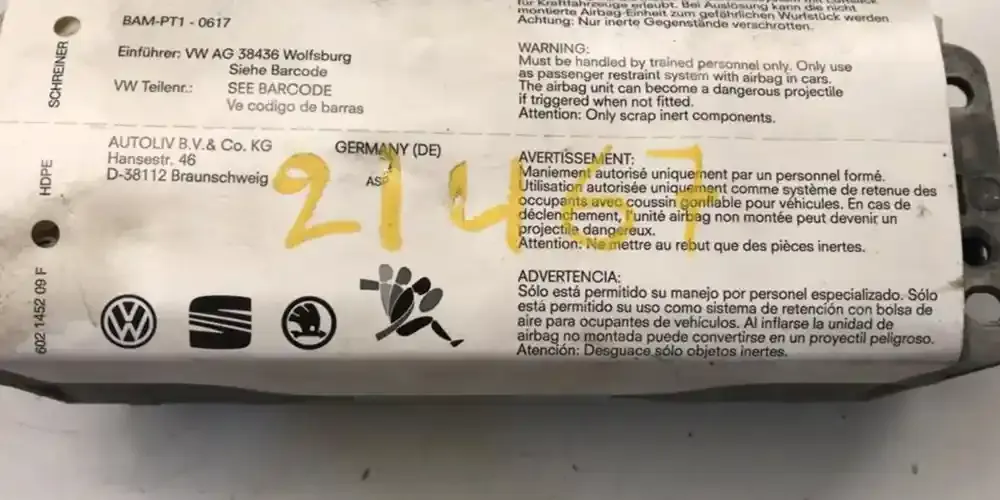 BAM-PT1 - 0617
Einführer: VW AG 38436 Wolfsburg
Siehe Barcode
VW Teilenr.: SEE BARCODE
Ve codigo de barras
AUTOLIV B.V.& Co. KG
Hansestr. 46
D-38112 Braunschweig
GERMANY (DE)
ASP
für Kraftfahrzeuge erlaubt. Bei Auslösung kann die nicht
montierte Airbag-Einheit zum gefährlichen Wurfstück werden
Achtung: Nur inerte Gegenstände verschrotten.
WARNING:
Must be handled by trained personnel only. Only use
as passenger restraint system with airbag in cars.
The airbag unit can become a dangerous projectile
if triggered when not fitted.
Attention: Only scrap inert components.
AVERTISSEMENT:
Maniement autorisé uniquement par un personnel formé.
Utilisation autorisée uniquement comme système de retenue des
occupants avec coussin gonflable pour véhicules. En cas de
déclenchement, l'unité airbag non montée peut devenir un
projectile dangereux.
Attention: Ne mettre au rebut que des pièces inertes.
ADVERTENCIA:
Sólo está permitido su manejo por personel especializado. Sólo
está permitido su uso como sistema de retención con bolsa de
aire para ocupantes de vehículos. Al inflarse la unidad de
airbag no montada puede convertirse en un proyectil peligroso.
Atención: Desguace sólo objetos inertes.
SCHREINER
HDPE
602 1452 09 F
21467